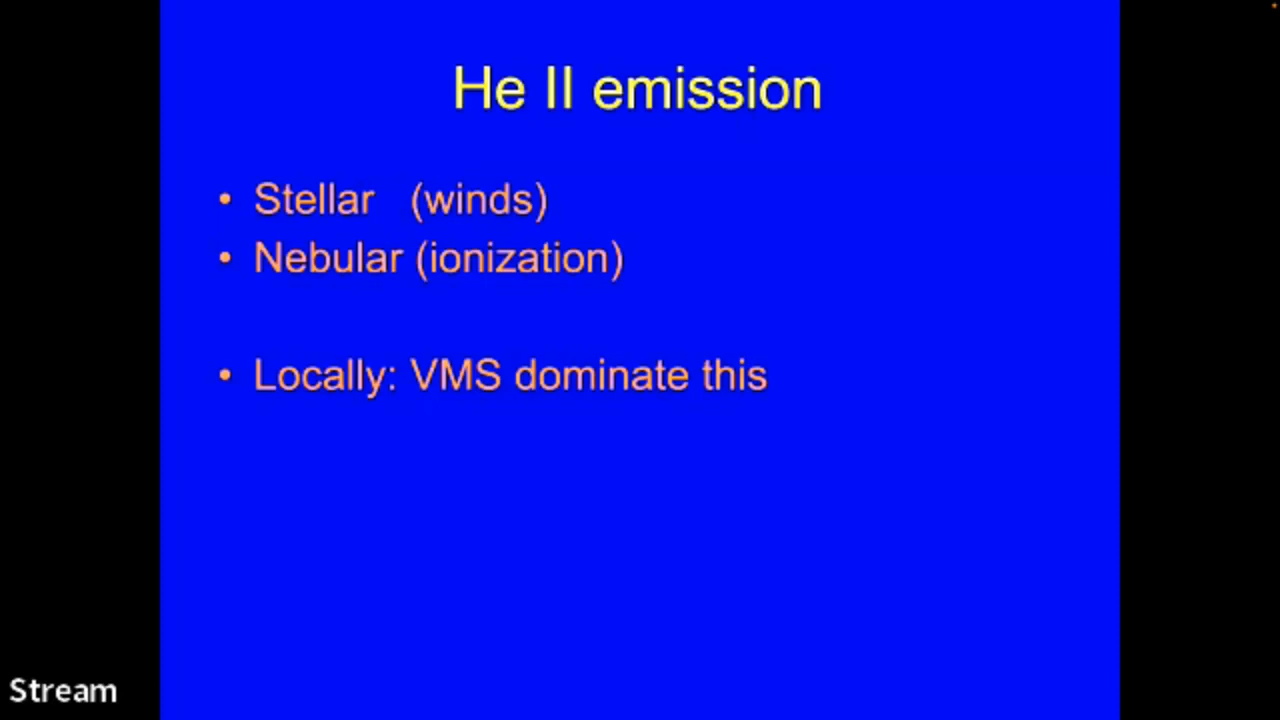 He II emission
• Stellar (winds)
• Nebular (ionization)
• Locally: VMS dominate this
Stream